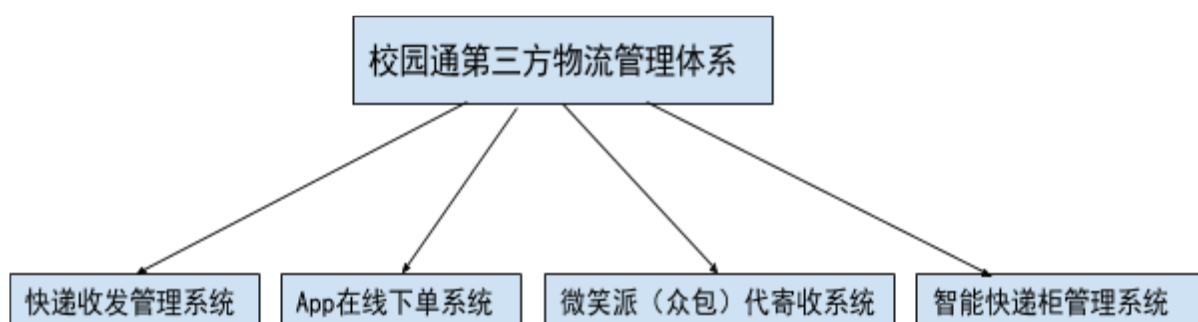 校园通第三方物流管理体系
快递收发管理系统
App在线下单系统
微笑派（众包）代寄收系统
智能快递柜管理系统